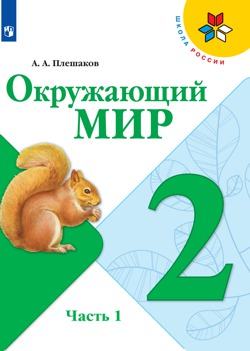 ШКОЛА РОССИИ
А. А. Плешаков
Окружающий
МИР
2
Часть 1